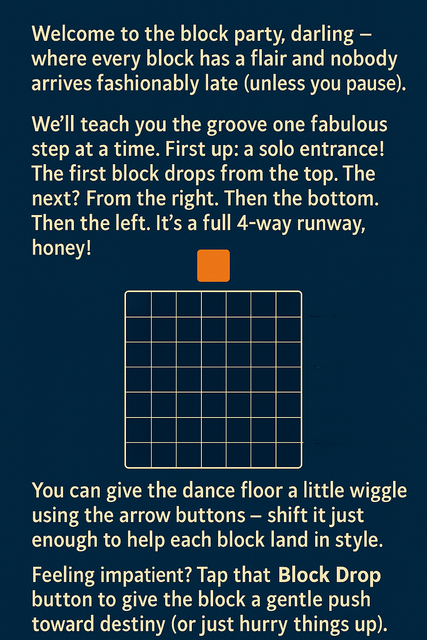 Welcome to the block party, darling –
where every block has a flair and nobody
arrives fashionably late (unless you pause).
We’ll teach you the groove one fabulous
step at a time. First up: a solo entrance!
The first block drops from the top. The
next? From the right. Then the bottom.
Then the left. It’s a full 4-way runway,
honey!
You can give the dance floor a little wiggle
using the arrow buttons – shift it just
enough to help each block land in style.
Feeling impatient? Tap that Block Drop
button to give the block a gentle push
toward destiny (or just hurry things up).